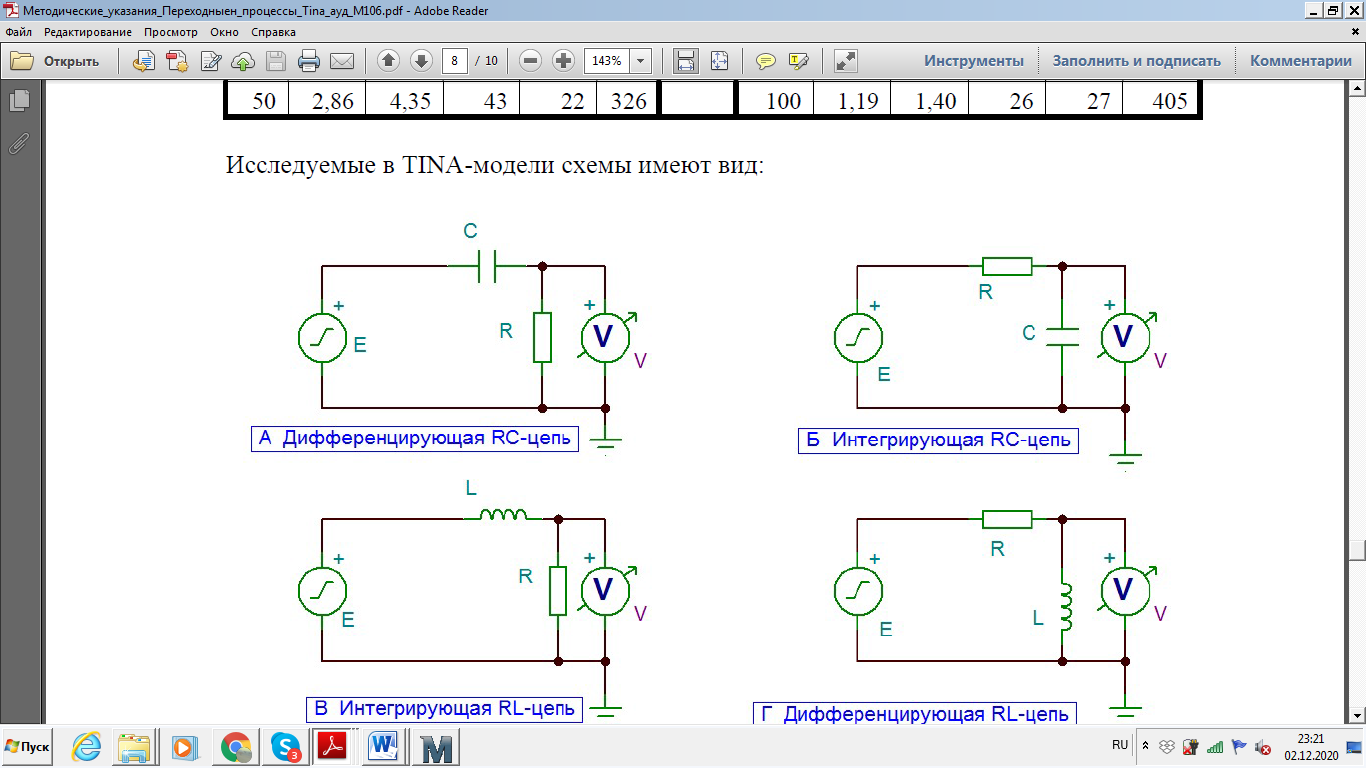 Методические_указания_Переходныен_процессы_Tina_ауд_М106.pdf - Adobe Reader
Файл Редактирование Просмотр Окно Справка
Открыть 8 / 10 143% Инструменты Заполнить и подписать Комментарии
50 2,86 4,35 43 22 326 100 1,19 1,40 26 27 405
Исследуемые в TINA-модели схемы имеют вид:
C
+ R + V V
E
А Дифференцирующая RC-цепь
R
+ C + V V
E
Б Интегрирующая RC-цепь
L
+ R + V V
E
В Интегрирующая RL-цепь
R
+ L + V V
E
Г Дифференцирующая RL-цепь
Пуск 3 W M RU 23:21
02.12.2020